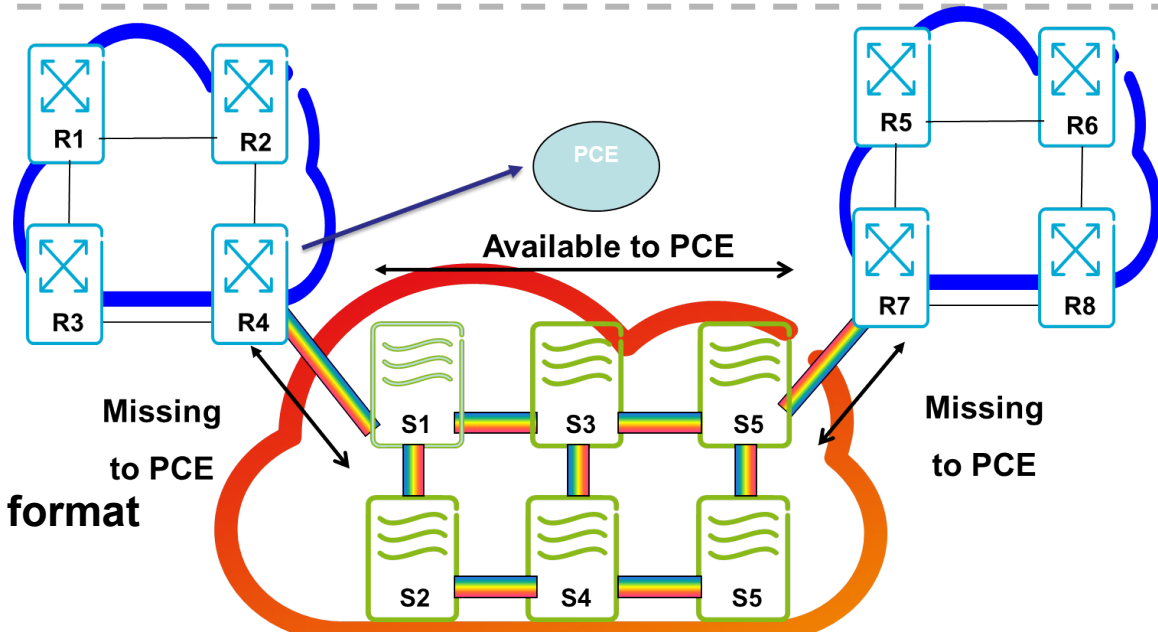 R1
R2
R5
R6
PCE
Available to PCE
R3
R4
R7
R8
Missing
to PCE
S1
S3
S5
Missing
to PCE
format
S2
S4
S5